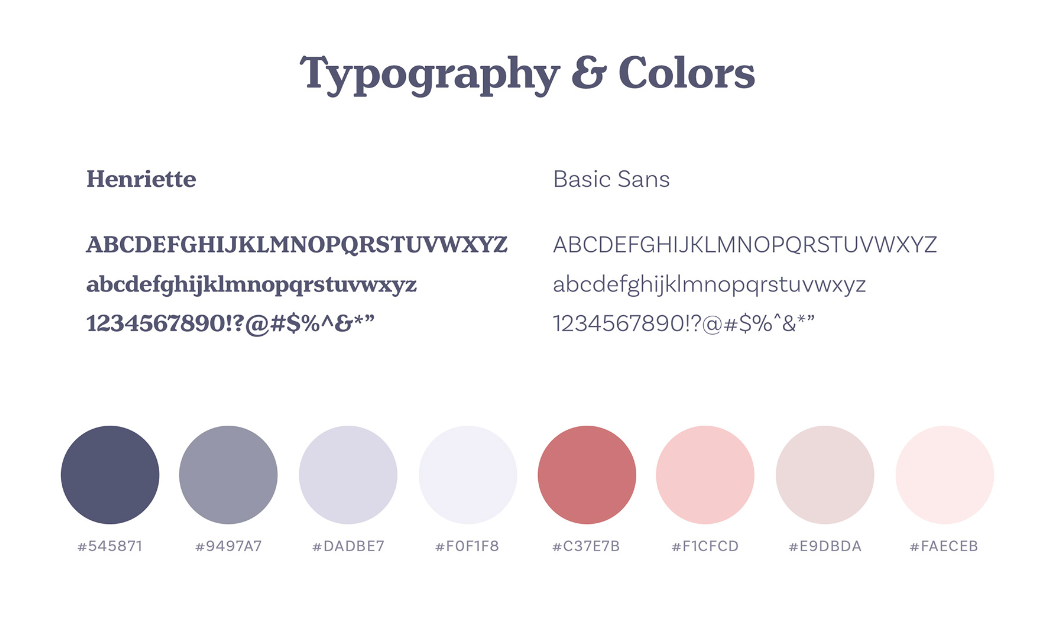 Typography & Colors
Henriette
ABCDEFGHIJKLMNOPQRSTUVWXYZ
abcdefghijklmnopqrstuvwxyz
1234567890!?@#$%^&*”
Basic Sans
ABCDEFGHIJKLMNOPQRSTUVWXYZ
abcdefghijklmnopqrstuvwxyz
1234567890!?@#$%^&*”
#545871
#9497A7
#DADBE7
#F0F1F8
#C37E7B
#F1CFCD
#E9DBDA
#FAECEB